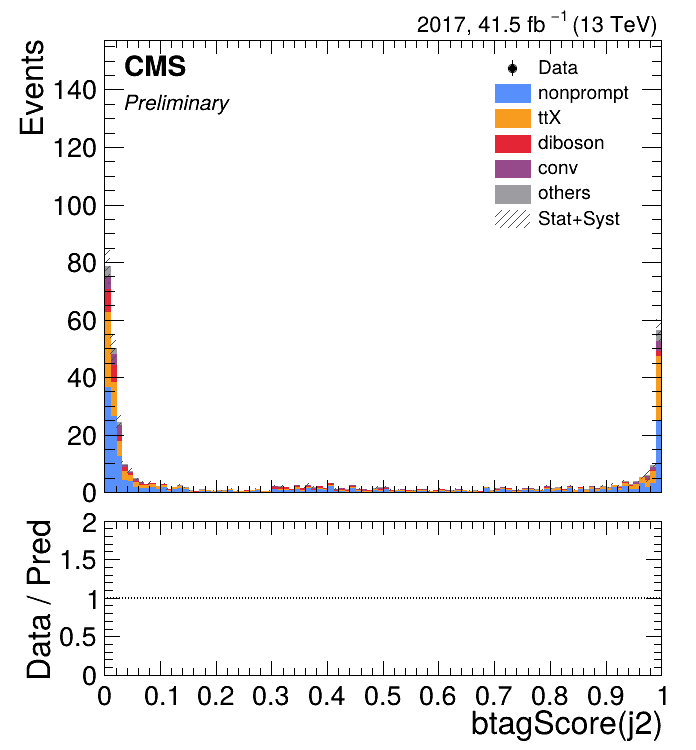 2017, 41.5 fb⁻¹ (13 TeV)
CMS
Preliminary
Data
nonprompt
ttX
diboson
conv
others
Stat+Syst
Events
140
120
100
80
60
40
20
0
Data / Pred
2
1.5
1
0.5
0
0 0.1 0.2 0.3 0.4 0.5 0.6 0.7 0.8 0.9 1
btagScore(j2)